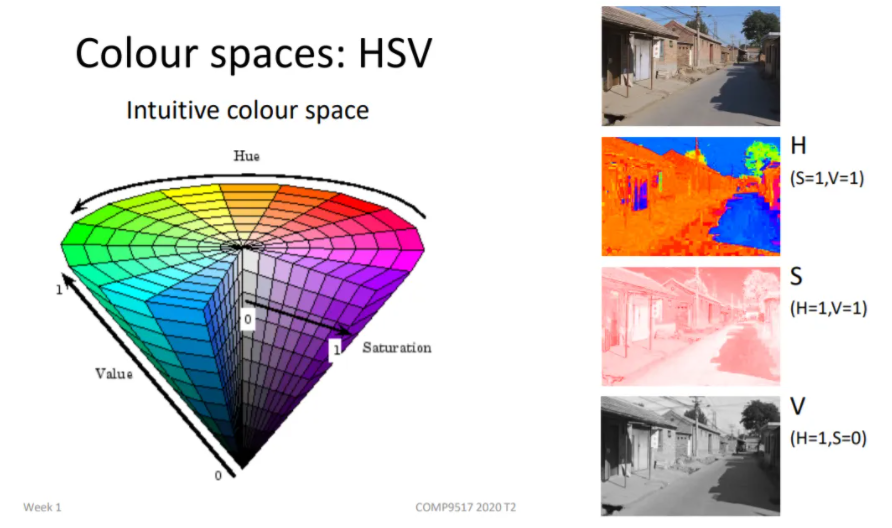 Colour spaces: HSV
Intuitive colour space
Hue
1
0
1
Saturation
Value
0
H
(S=1,V=1)
S
(H=1,V=1)
V
(H=1,S=0)
Week 1
COMP9517 2020 T2